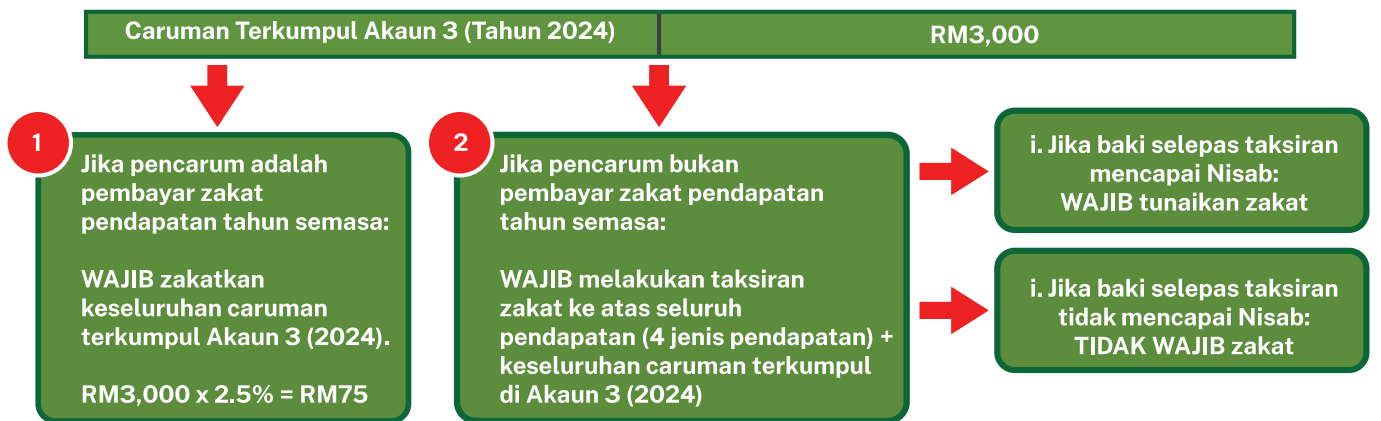 Caruman Terkumpul Akaun 3 (Tahun 2024)
RM3,000
1
Jika pencarum adalah
pembayar zakat
pendapatan tahun semasa:
WAJIB zakatkan
keseluruhan caruman
terkumpul Akaun 3 (2024).
RM3,000 x 2.5% = RM75
2
Jika pencarum bukan
pembayar zakat pendapatan
tahun semasa:
WAJIB melakukan taksiran
zakat ke atas seluruh
pendapatan (4 jenis pendapatan) +
keseluruhan caruman terkumpul
di Akaun 3 (2024)
i. Jika baki selepas taksiran
mencapai Nisab:
WAJIB tunaikan zakat
i. Jika baki selepas taksiran
tidak mencapai Nisab:
TIDAK WAJIB zakat